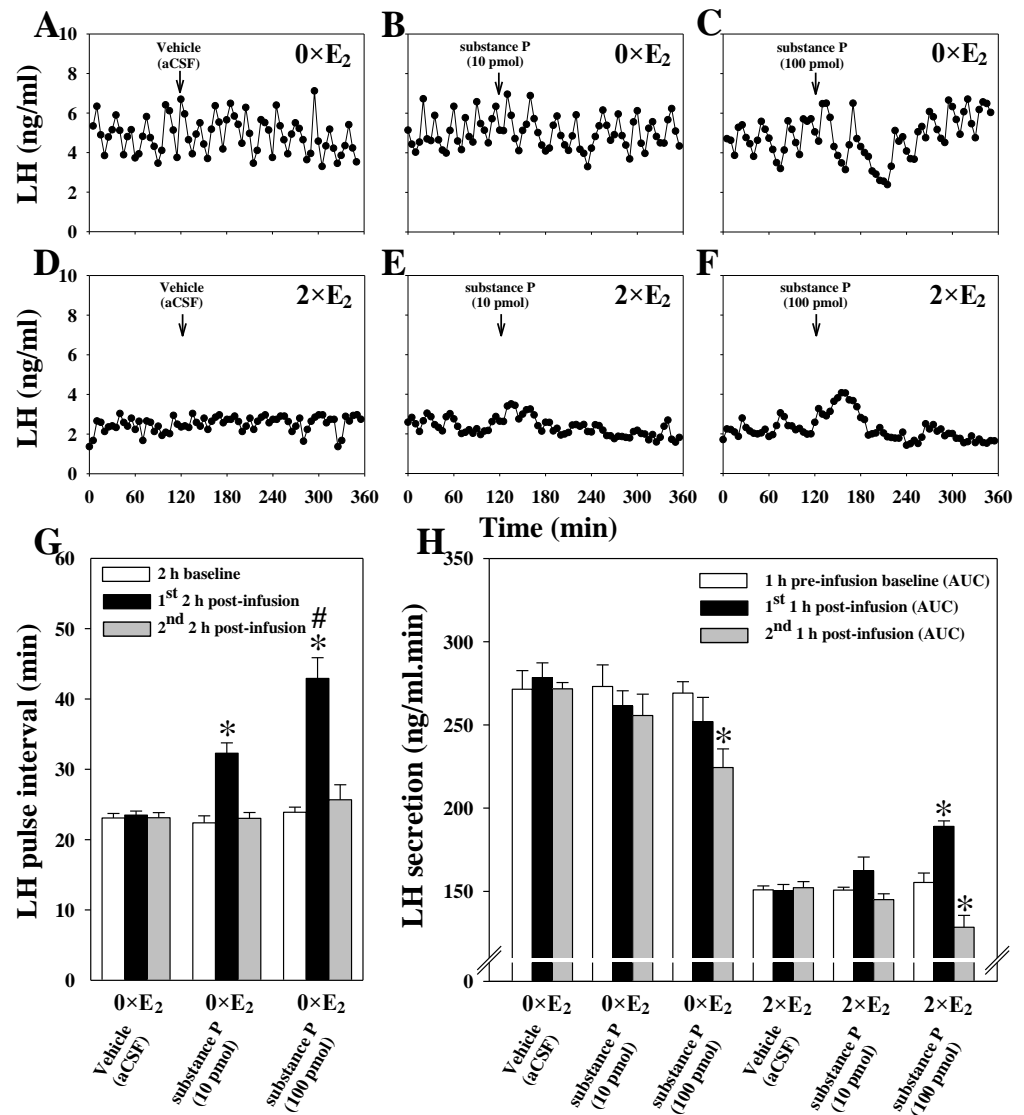 A
Vehicle
(aCSF)
0×E2
B
substance P
(10 pmol)
0×E2
C
substance P
(100 pmol)
0×E2
LH (ng/ml)
10
8
6
4
2
0
D
Vehicle
(aCSF)
2×E2
E
substance P
(10 pmol)
2×E2
F
substance P
(100 pmol)
2×E2
LH (ng/ml)
10
8
6
4
2
0
0 60 120 180 240 300 360
0 60 120 180 240 300 360
0 60 120 180 240 300 360
Time (min)
G
LH pulse interval (min)
60
50
40
30
20
10
0
2 h baseline
1st 2 h post-infusion
2nd 2 h post-infusion
*
#
*
0×E2 0×E2 0×E2
Vehicle
(aCSF)
substance P
(10 pmol)
substance P
(100 pmol)
H
LH secretion (ng/ml.min)
350
300
250
200
150
0
1 h pre-infusion baseline (AUC)
1st 1 h post-infusion (AUC)
2nd 1 h post-infusion (AUC)
*
*
*
0×E2 0×E2 0×E2 2×E2 2×E2 2×E2
Vehicle
(aCSF)
substance P
(10 pmol)
substance P
(100 pmol)
Vehicle
(aCSF)
substance P
(10 pmol)
substance P
(100 pmol)